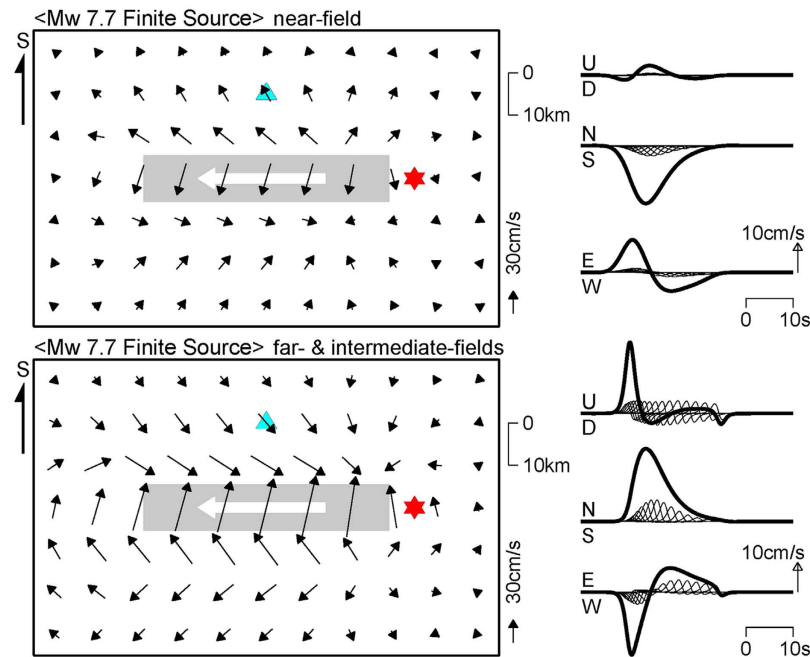 <Mw 7.7 Finite Source> near-field
S
0
10km
30cm/s
U
D
N
S
E
W
10cm/s
0 10s
<Mw 7.7 Finite Source> far- & intermediate-fields
S
0
10km
30cm/s
U
D
N
S
E
W
10cm/s
0 10s